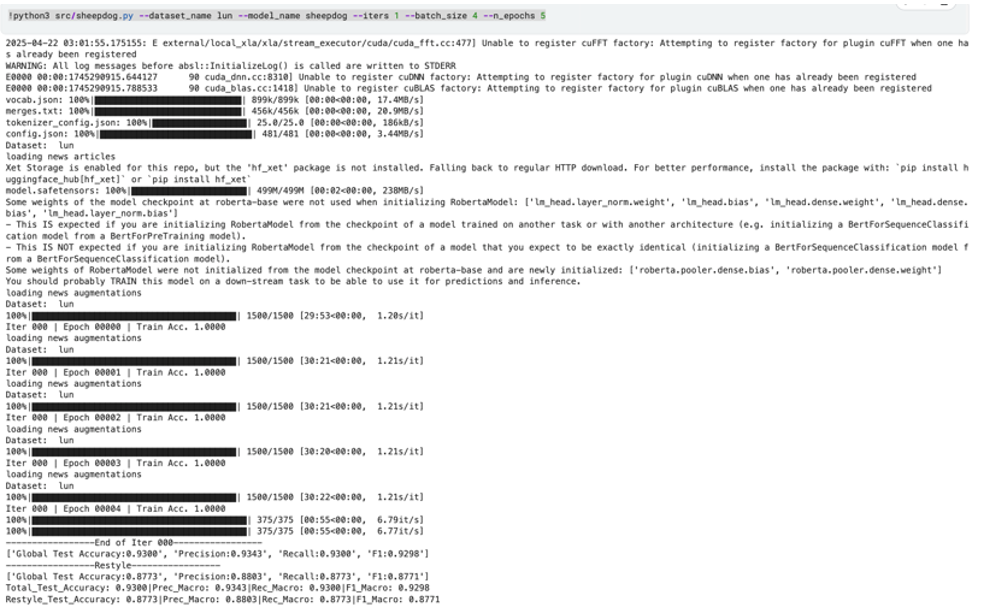 !python3 src/sheepdog.py --dataset_name lun --model_name sheepdog --iters 1 --batch_size 4 --n_epochs 5
2025-04-22 03:01:55.175155: E external/local_xla/xla/stream_executor/cuda/cuda_fft.cc:477] Unable to register cuFFT factory: Attempting to register factory for plugin cuFFT when one ha
s already been registered
WARNING: All log messages before absl::InitializeLog() is called are written to STDERR
E0000 00:00:1745290915.644127      90 cuda_dnn.cc:8310] Unable to register cuDNN factory: Attempting to register factory for plugin cuDNN when one has already been registered
E0000 00:00:1745290915.788533      90 cuda_blas.cc:1418] Unable to register cuBLAS factory: Attempting to register factory for plugin cuBLAS when one has already been registered
vocab.json: 100%| | 899k/899k [00:00<00:00, 17.4MB/s]
merges.txt: 100%| | 456k/456k [00:00<00:00, 20.9MB/s]
tokenizer_config.json: 100%| | 25.0/25.0 [00:00<00:00, 186kB/s]
config.json: 100%| | 481/481 [00:00<00:00, 3.44MB/s]
Dataset:  lun
loading news articles
Xet Storage is enabled for this repo, but the 'hf_xet' package is not installed. Falling back to regular HTTP download. For better performance, install the package with: `pip install h
uggingface_hub[hf_xet]` or `pip install hf_xet`
model.safetensors: 100%| | 499M/499M [00:02<00:00, 238MB/s]
Some weights of the model checkpoint at roberta-base were not used when initializing RobertaModel: ['lm_head.layer_norm.weight', 'lm_head.bias', 'lm_head.dense.weight', 'lm_head.dense.
bias', 'lm_head.layer_norm.bias']
- This IS expected if you are initializing RobertaModel from the checkpoint of a model trained on another task or with another architecture (e.g. initializing a BertForSequenceClassifi
cation model from a BertForPreTraining model).
- This IS NOT expected if you are initializing RobertaModel from the checkpoint of a model that you expect to be exactly identical (initializing a BertForSequenceClassification model f
rom a BertForSequenceClassification model).
Some weights of RobertaModel were not initialized from the model checkpoint at roberta-base and are newly initialized: ['roberta.pooler.dense.bias', 'roberta.pooler.dense.weight']
You should probably TRAIN this model on a down-stream task to be able to use it for predictions and inference.
loading news augmentations
Dataset:  lun
100%| | 1500/1500 [29:53<00:00,  1.20s/it]
Iter 000 | Epoch 00000 | Train Acc. 1.0000
loading news augmentations
Dataset:  lun
100%| | 1500/1500 [30:21<00:00,  1.21s/it]
Iter 000 | Epoch 00001 | Train Acc. 1.0000
loading news augmentations
Dataset:  lun
100%| | 1500/1500 [30:21<00:00,  1.21s/it]
Iter 000 | Epoch 00002 | Train Acc. 1.0000
loading news augmentations
Dataset:  lun
100%| | 1500/1500 [30:20<00:00,  1.21s/it]
Iter 000 | Epoch 00003 | Train Acc. 1.0000
loading news augmentations
Dataset:  lun
100%| | 1500/1500 [30:22<00:00,  1.21s/it]
Iter 000 | Epoch 00004 | Train Acc. 1.0000
100%| | 375/375 [00:55<00:00,  6.79it/s]
100%| | 375/375 [00:55<00:00,  6.77it/s]
-----------------End of Iter 000-----------------
['Global Test Accuracy:0.9300', 'Precision:0.9343', 'Recall:0.9300', 'F1:0.9298']
-----------------Restyle-----------------
['Global Test Accuracy:0.8773', 'Precision:0.8803', 'Recall:0.8773', 'F1:0.8771']
Total_Test_Accuracy: 0.9300|Prec_Macro: 0.9343|Rec_Macro: 0.9300|F1_Macro: 0.9298
Restyle_Test_Accuracy: 0.8773|Prec_Macro: 0.8803|Rec_Macro: 0.8773|F1_Macro: 0.8771